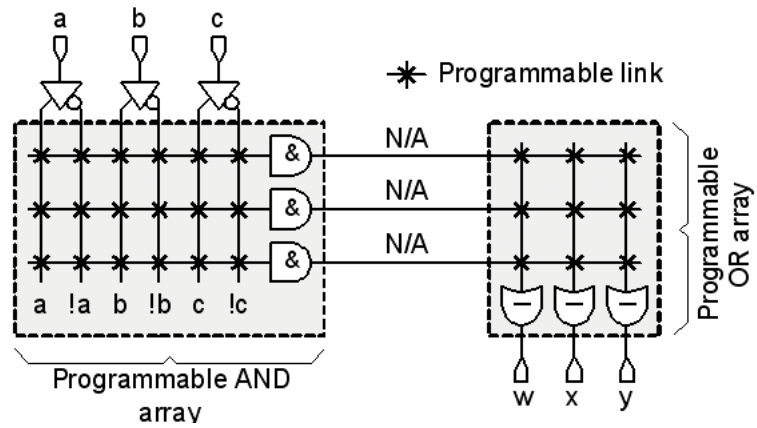 a b c
Programmable link
& N/A
& N/A
& N/A
a !a b !b c !c
Programmable AND
array
Programmable
OR array
w x y